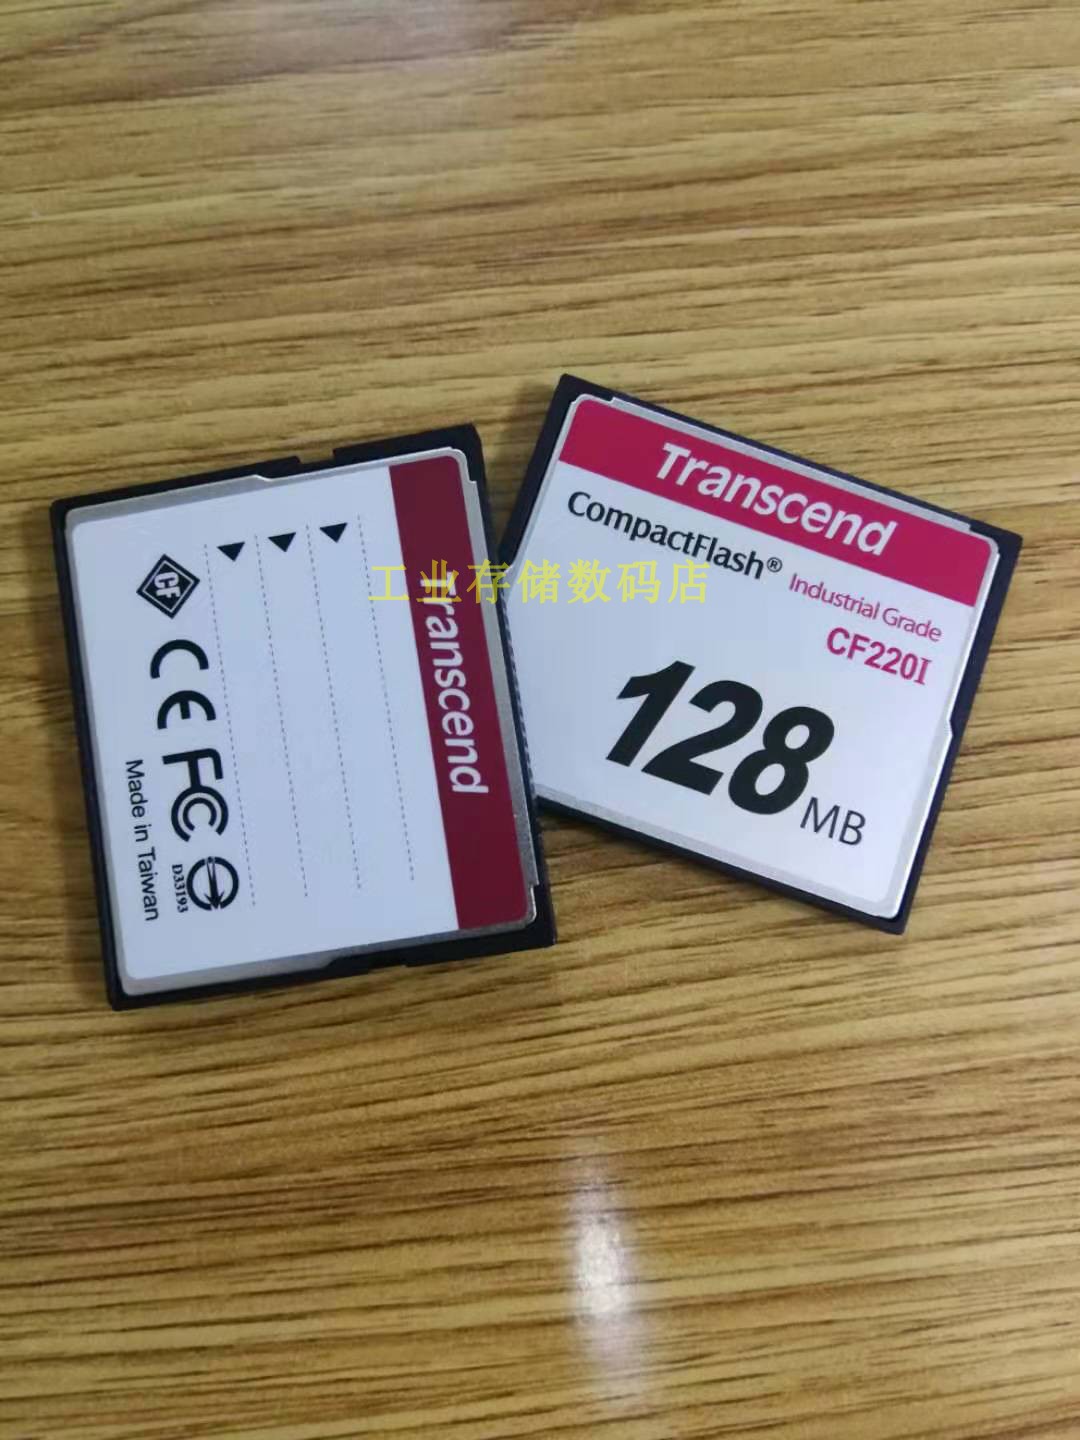 Transcend
CompactFlash® Industrial Grade
CF220I
128 MB
工业存储数码店
Transcend
CF
CE FC
D33193
Made in Taiwan